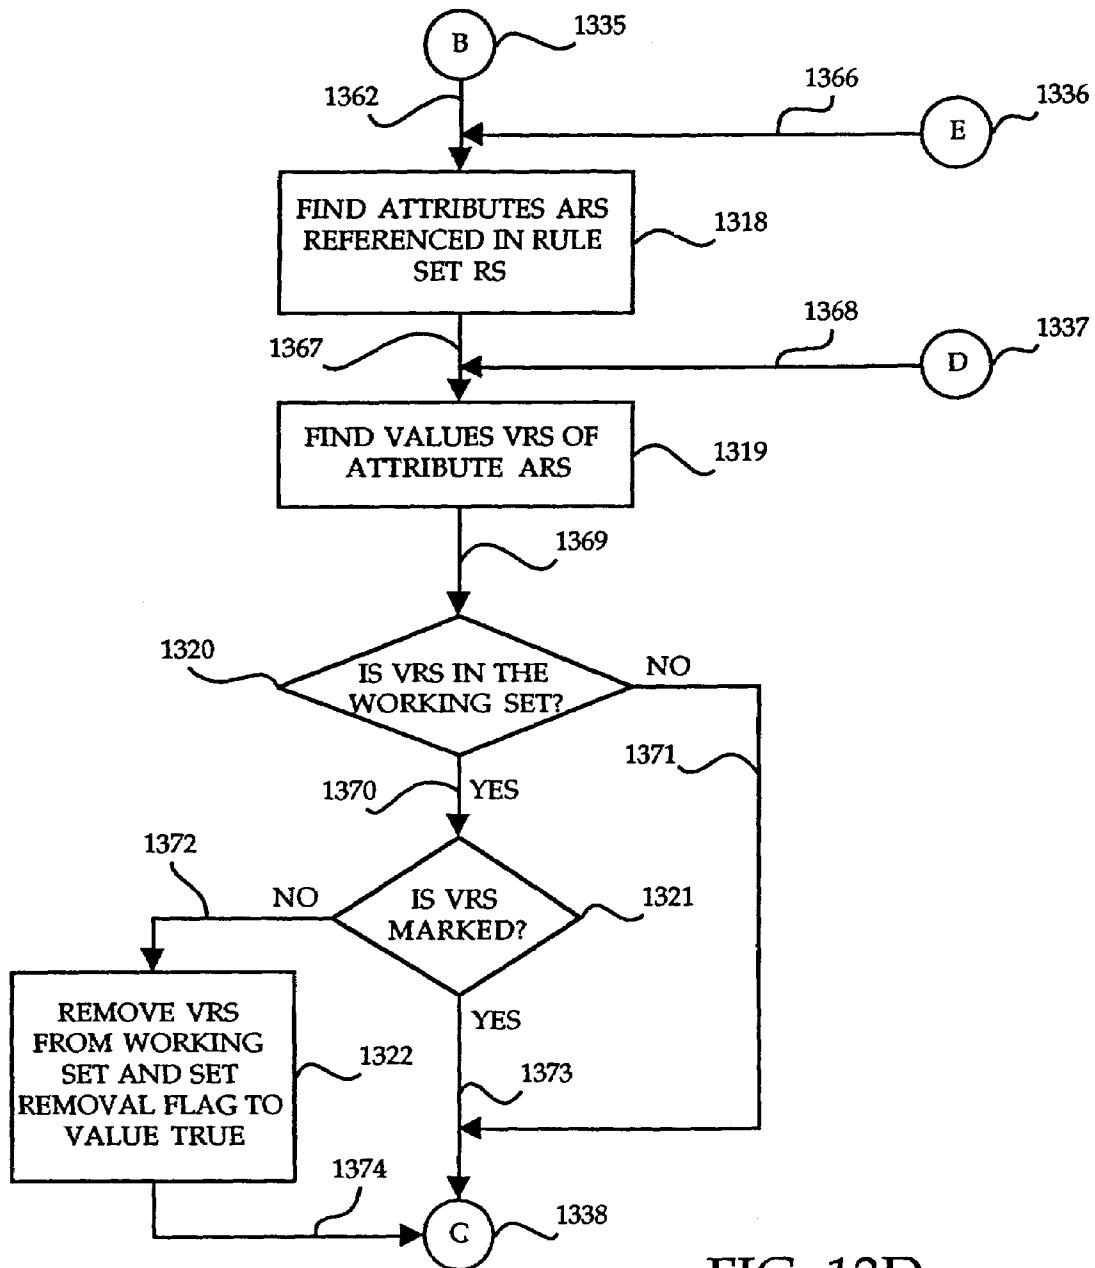 B
1335
1362
1366
E
1336
FIND ATTRIBUTES ARS
REFERENCED IN RULE
SET RS
1318
1367
1368
D
1337
FIND VALUES VRS OF
ATTRIBUTE ARS
1319
1369
1320
IS VRS IN THE
WORKING SET?
NO
1371
1370
YES
1372
NO
IS VRS
MARKED?
1321
REMOVE VRS
FROM WORKING
SET AND SET
REMOVAL FLAG TO
VALUE TRUE
1322
YES
1373
1374
C
1338